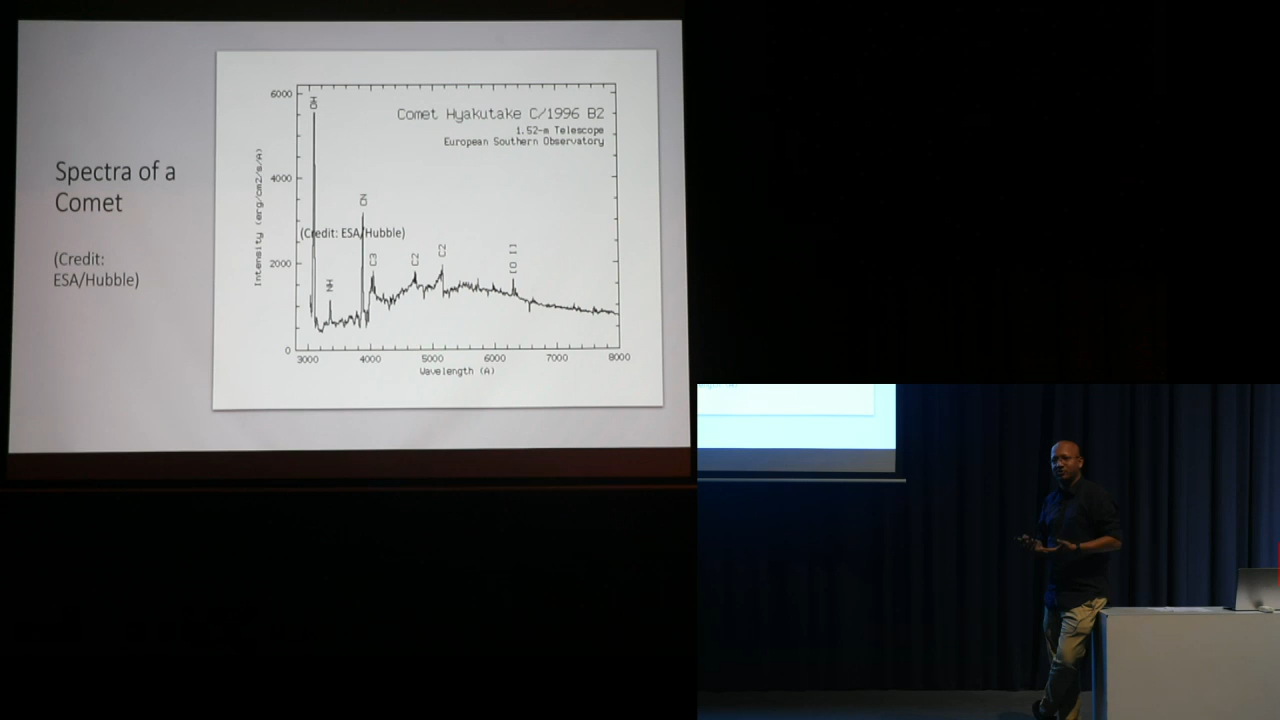 Spectra of a
Comet
(Credit:
ESA/Hubble)
Comet Hyakutake C/1996 B2
1.52-m Telescope
European Southern Observatory
Intensity (erg/cm2/s/A)
6000
4000
2000
0
OH
NH
CN
(Credit: ESA/Hubble)
C3
C2
C2
[O I]
3000 4000 5000 6000 7000 8000
Wavelength (A)